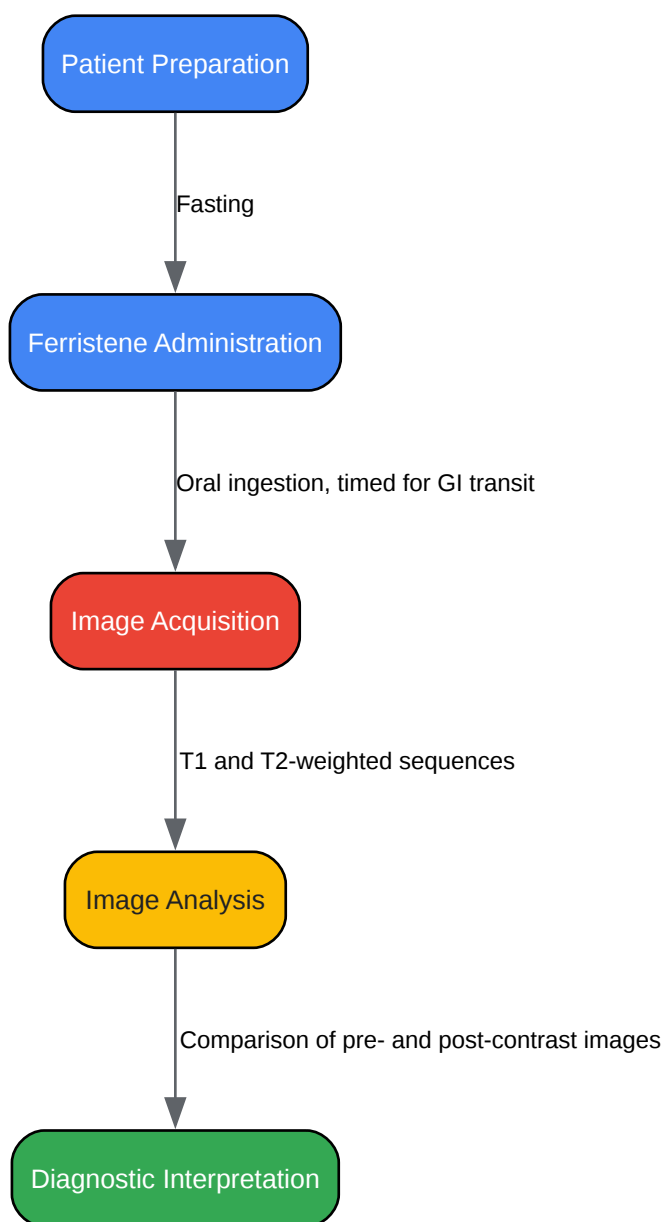 Patient Preparation
Fasting
Ferristene Administration
Oral ingestion, timed for GI transit
Image Acquisition
T1 and T2-weighted sequences
Image Analysis
Comparison of pre- and post-contrast images
Diagnostic Interpretation